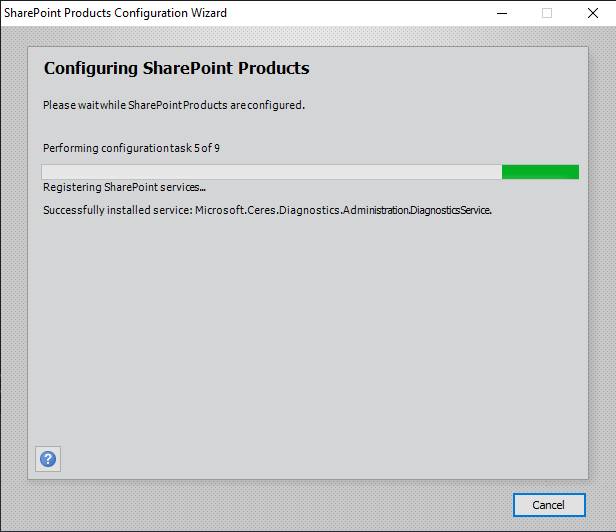 SharePoint Products Configuration Wizard
Configuring SharePoint Products
Please wait while SharePoint Products are configured.
Performing configuration task 5 of 9
Registering SharePoint services...
Successfully installed service: Microsoft.Ceres.Diagnostics.Administration.DiagnosticsService.
?
Cancel